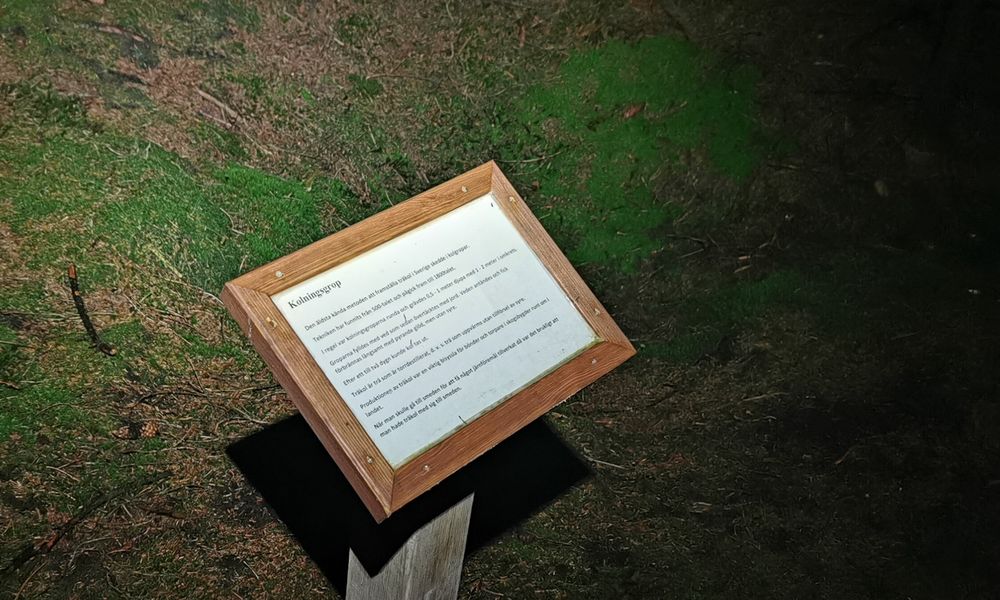 Kolningsgrop
Den äldsta kända metoden att framställa träkol i Sverige skedde i kolgropar.
Tekniken har funnits från 500-talet och pågick fram till 1800talet.
I regel var kolningsgroparna runda och grävdes 0,5 - 1 meter djupa med 1 - 2 meter i omkrets.
Groparna fylldes med ved som sedan övertäcktes med jord. Veden antändes och fick
förbrännas långsamt med pyrande glöd, men utan syre.
Efter ett till två dygn kunde kol tas ut.
Träkol är trä som är torrdestillerat, d. v. s. trä som uppvärms utan tillförsel av syre.
Produktionen av träkol var en viktig bisyssla för bönder och torpare i skogsbygder runt om i
landet.
När man skulle gå till smeden för att få något järnföremål tillverkat då var det brukligt att
man hade träkol med sig till smeden.